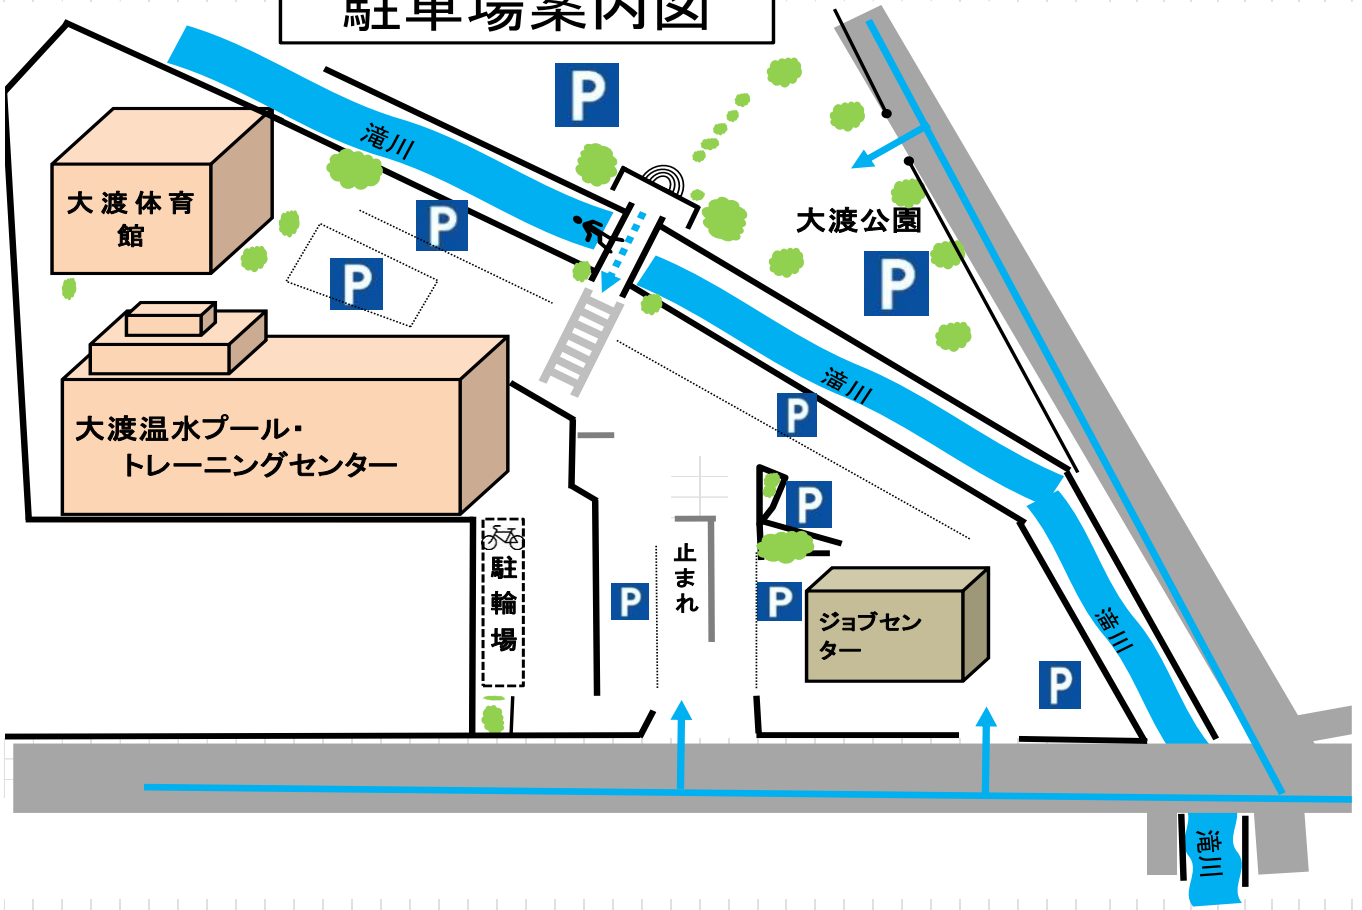 駐車場案内図
P
滝川
大渡体育
館
P
P
大渡公園
P
大渡温水プール・
トレーニングセンター
滝川
P
P
駐輪場
止まれ
P
P
ジョブセン
ター
滝川
P
滝川